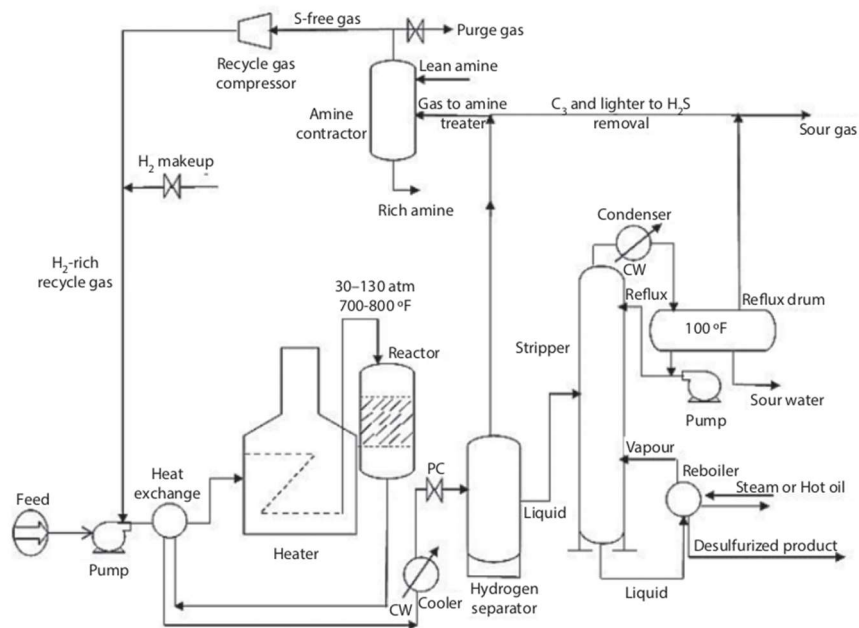 S-free gas
Purge gas
Recycle gas
compressor
Lean amine
Amine
contractor
Gas to amine
treater
C3 and lighter to H2S
removal
Sour gas
H2 makeup
Rich amine
H2-rich
recycle gas
Condenser
CW
30–130 atm
700-800 ºF
Reflux
Reflux drum
100 ºF
Reactor
Stripper
Sour water
Pump
Heat
exchange
PC
Vapour
Reboiler
Steam or Hot oil
Feed
Liquid
Pump
Heater
CW
Cooler
Hydrogen
separator
Liquid
Desulfurized product